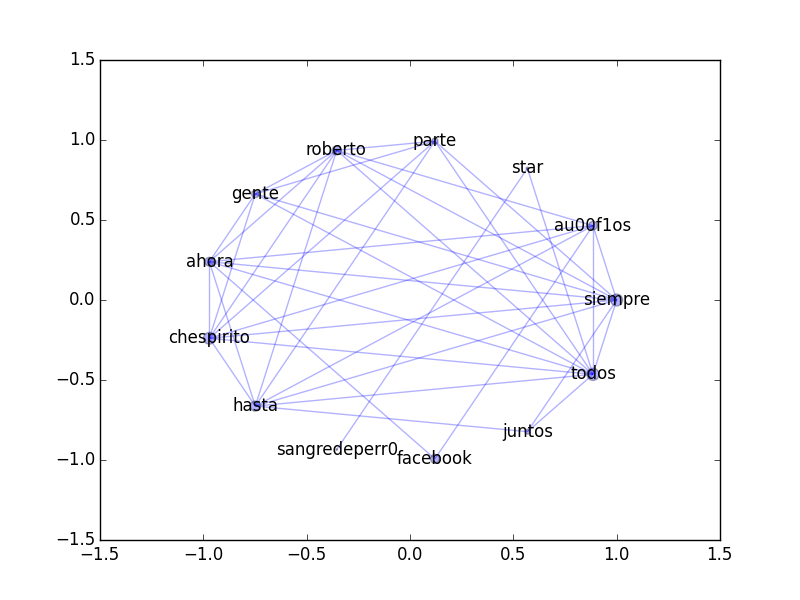 1.5
1.0
0.5
0.0
−0.5
−1.0
−1.5
parte
roberto
star
gente
au00f1os
ahora
siempre
chespirito
todos
hasta
juntos
sangredeperr0
facebook
−1.5
−1.0
−0.5
0.0
0.5
1.0
1.5